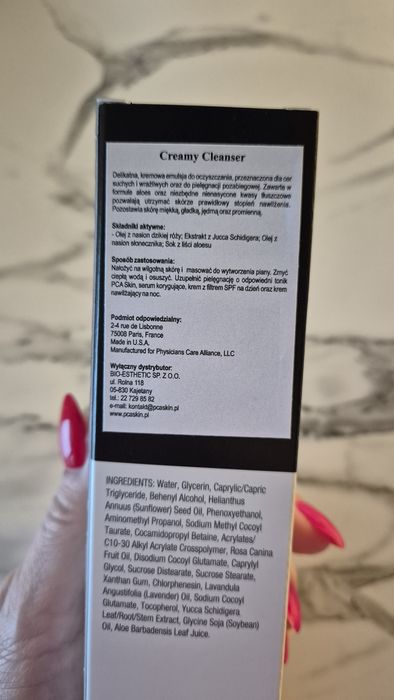 Creamy Cleanser
Delikatna, kremowa emulsja do oczyszczania, przeznaczona dla cer
suchych i wrażliwych oraz do pielęgnacji pozabiegowej. Zawarte w
formule aloes oraz niezbędne nienasycone kwasy tłuszczowe
pozwalają utrzymać skórze prawidłowy stopień nawilżenia.
Pozostawia skórę miękką, gładką, jędrną oraz promienną.
Składniki aktywne:
- Olej z nasion dzikiej róży; Ekstrakt z Jucca Schidigera; Olej z
nasion słonecznika; Sok z liści aloesu
Sposób zastosowania:
Nałożyć na wilgotną skórę i masować do wytworzenia piany. Zmyć
ciepłą wodą i osuszyć. Uzupełnić pielęgnację o odpowiedni tonik
PCA Skin, serum korygujące, krem z filtrem SPF na dzień oraz krem
nawilżający na noc.
Podmiot odpowiedzialny:
2-4 rue de Lisbonne
75008 Paris, France
Made in U.S.A.
Manufactured for Physicians Care Alliance, LLC
Wyłączny dystrybutor:
BIO-ESTHETIC SP. Z O.O.
ul. Rolna 118
05-830 Kajetany
tel.: 22 729 85 82
e-mail: kontakt@pcaskin.pl
www.pcaskin.pl
INGREDIENTS: Water, Glycerin, Caprylic/Capric
Triglyceride, Behenyl Alcohol, Helianthus
Annuus (Sunflower) Seed Oil, Phenoxyethanol,
Aminomethyl Propanol, Sodium Methyl Cocoyl
Taurate, Cocamidopropyl Betaine, Acrylates/
C10-30 Alkyl Acrylate Crosspolymer, Rosa Canina
Fruit Oil, Disodium Cocoyl Glutamate, Caprylyl
Glycol, Sucrose Distearate, Sucrose Stearate,
Xanthan Gum, Chlorphenesin, Lavandula
Angustifolia (Lavender) Oil, Sodium Cocoyl
Glutamate, Tocopherol, Yucca Schidigera
Leaf/Root/Stem Extract, Glycine Soja (Soybean)
Oil, Aloe Barbadensis Leaf Juice.